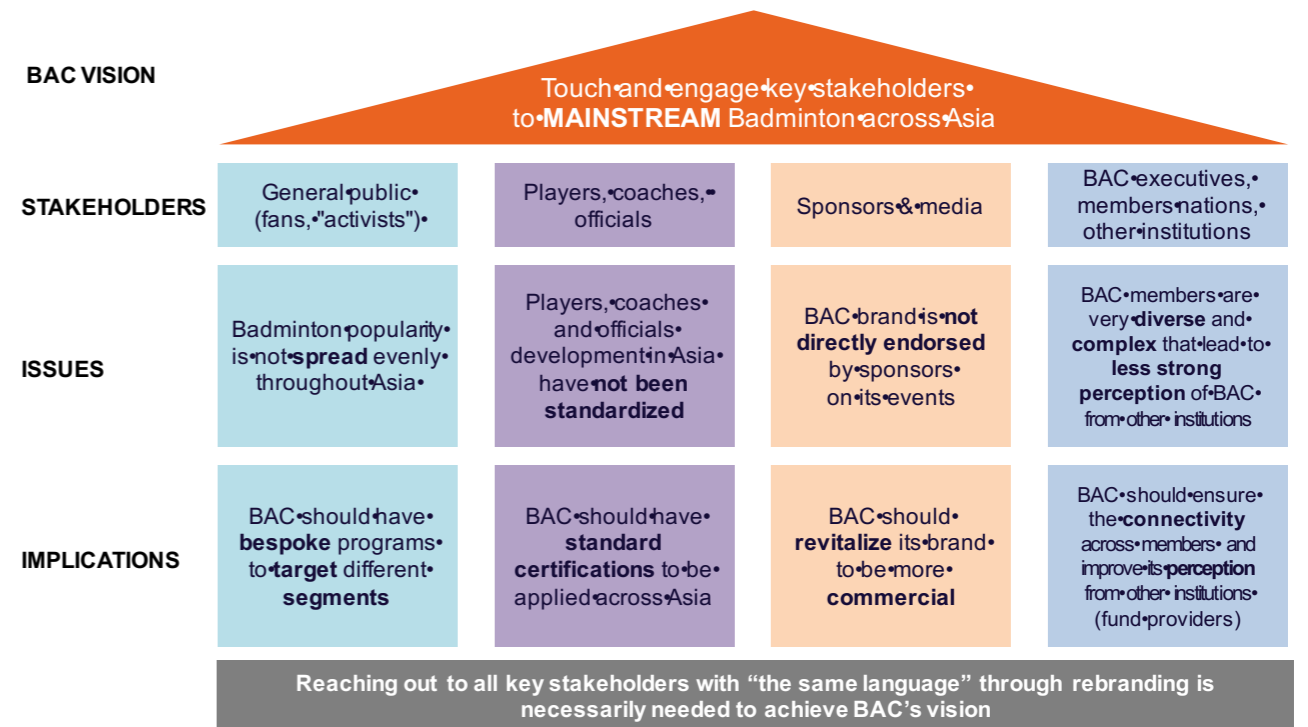 BAC VISION
Touch•and•engage•key•stakeholders•
to•MAINSTREAM Badminton•across•Asia
STAKEHOLDERS
General•public•
(fans,•"activists")•
Players,•coaches,••
officials
Sponsors•&•media
BAC•executives,•
members•nations,•
other•institutions
ISSUES
Badminton•popularity•
is•not•spread evenly•
throughout•Asia•
Players,•coaches•
and•officials•
development•in•Asia•
have•not been
standardized
BAC•brand•is•not
directly endorsed
by•sponsors•
on•its•events
BAC•members•are•
very•diverse and•
complex that•lead•to•
less strong
perception of•BAC•
from•other•institutions
IMPLICATIONS
BAC•should•have•
bespoke programs•
to•target different•
segments
BAC•should•have•
standard
certifications to•be•
applied•across•Asia
BAC•should•
revitalize its•brand•
to•be•more•
commercial
BAC•should•ensure•
the•connectivity
across•members•and
improve•its•perception
from•other•institutions•
(fund•providers)
Reaching out to all key stakeholders with “the same language” through rebranding is
necessarily needed to achieve BAC’s vision